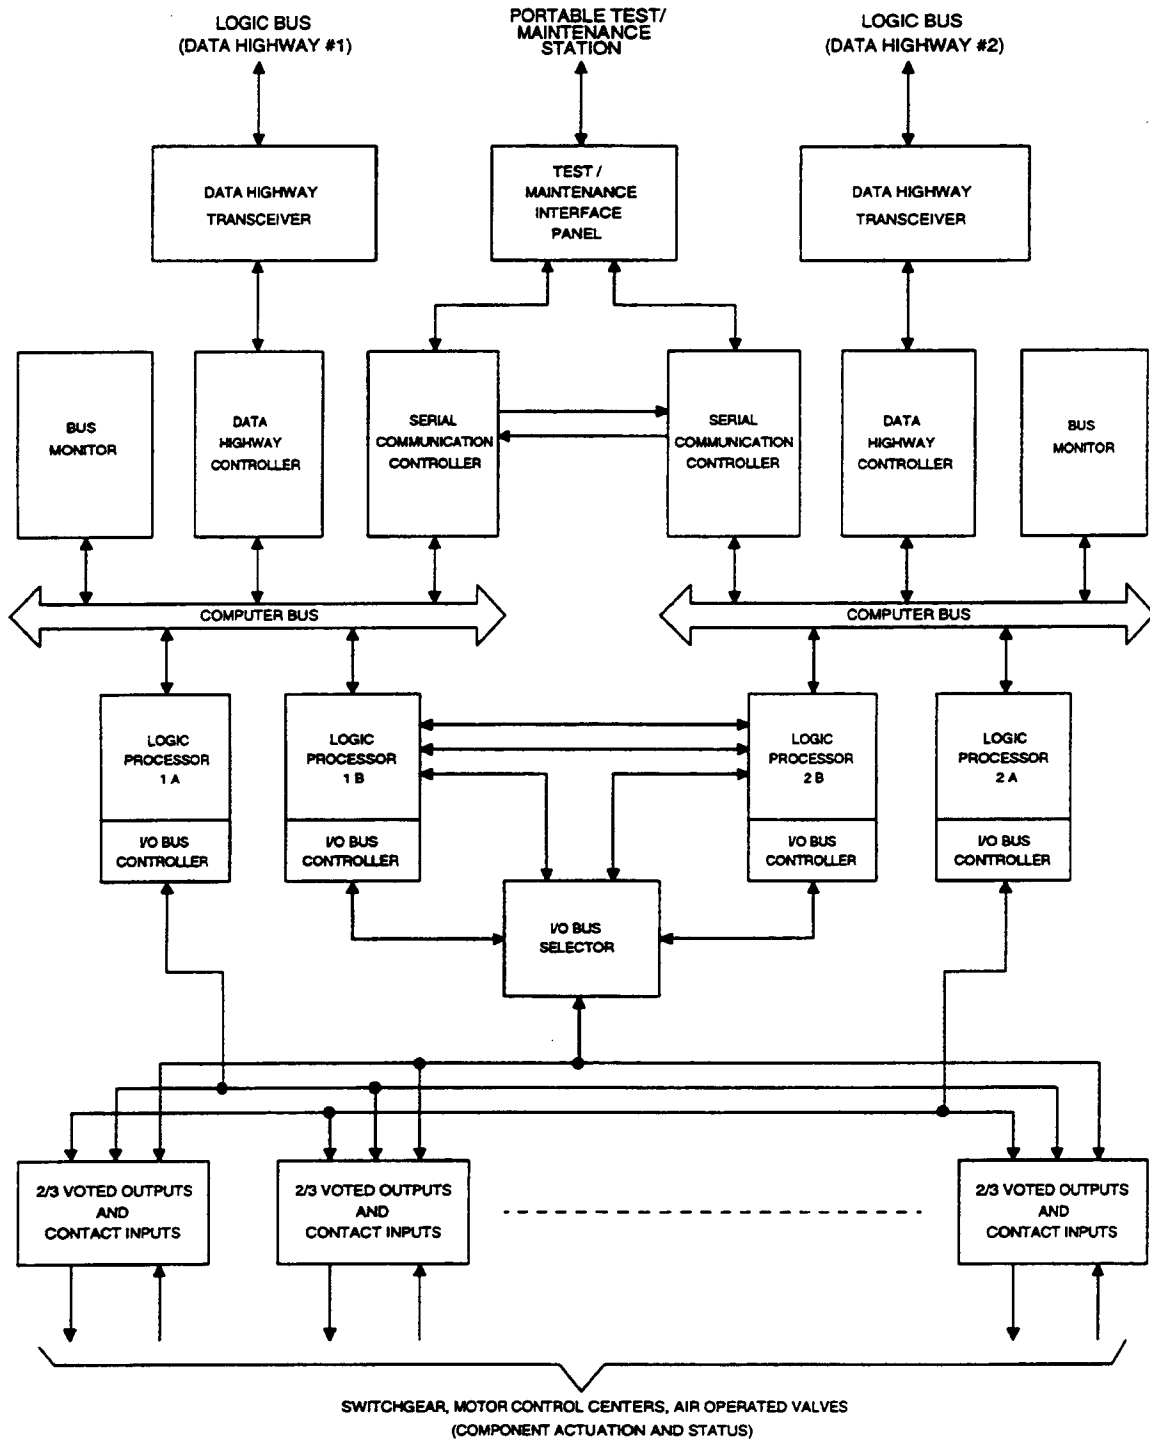 LOGIC BUS
(DATA HIGHWAY #1)
PORTABLE TEST/
MAINTENANCE
STATION
LOGIC BUS
(DATA HIGHWAY #2)
DATA HIGHWAY
TRANSCEIVER
TEST /
MAINTENANCE
INTERFACE
PANEL
DATA HIGHWAY
TRANSCEIVER
BUS
MONITOR
DATA
HIGHWAY
CONTROLLER
SERIAL
COMMUNICATION
CONTROLLER
SERIAL
COMMUNICATION
CONTROLLER
DATA
HIGHWAY
CONTROLLER
BUS
MONITOR
COMPUTER BUS
COMPUTER BUS
LOGIC
PROCESSOR
1 A
I/O BUS
CONTROLLER
LOGIC
PROCESSOR
1 B
I/O BUS
CONTROLLER
LOGIC
PROCESSOR
2 B
I/O BUS
CONTROLLER
LOGIC
PROCESSOR
2 A
I/O BUS
CONTROLLER
I/O BUS
SELECTOR
2/3 VOTED OUTPUTS
AND
CONTACT INPUTS
2/3 VOTED OUTPUTS
AND
CONTACT INPUTS
2/3 VOTED OUTPUTS
AND
CONTACT INPUTS
SWITCHGEAR, MOTOR CONTROL CENTERS, AIR OPERATED VALVES
(COMPONENT ACTUATION AND STATUS)